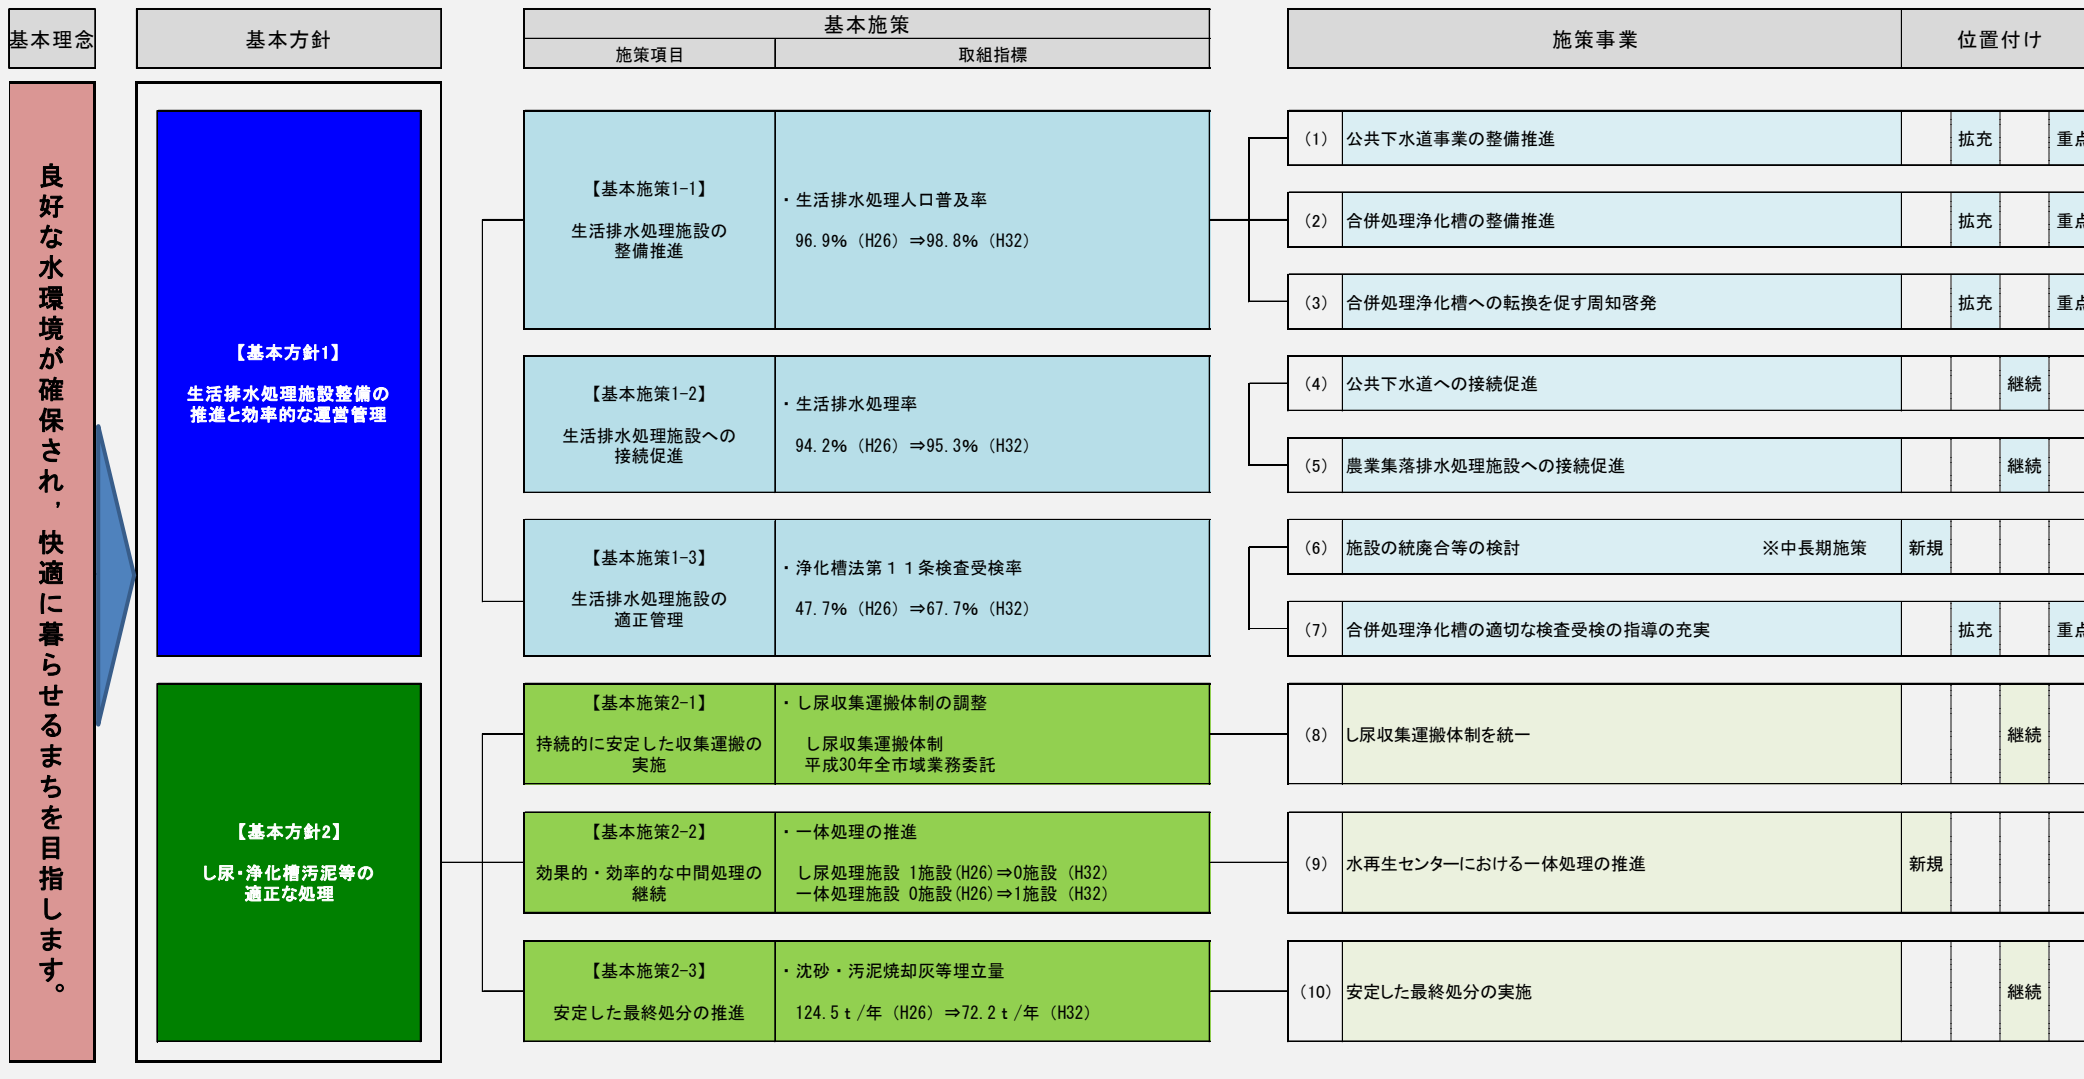 基本理念
基本方針
基本施策
施策項目
取組指標
施策事業
位置付け
良好な水環境が確保され，快適に暮らせるまちを目指します。
【基本方針1】
生活排水処理施設整備の
推進と効率的な運営管理
【基本施策1-1】
生活排水処理施設の
整備推進
・生活排水処理人口普及率
96.9%（H26）⇒98.8%（H32）
(1) 公共下水道事業の整備推進 拡充 重点
(2) 合併処理浄化槽の整備推進 拡充 重点
(3) 合併処理浄化槽への転換を促す周知啓発 拡充 重点
【基本施策1-2】
生活排水処理施設への
接続促進
・生活排水処理率
94.2%（H26）⇒95.3%（H32）
(4) 公共下水道への接続促進 継続
(5) 農業集落排水処理施設への接続促進 継続
【基本施策1-3】
生活排水処理施設の
適正管理
・浄化槽法第１１条検査受検率
47.7%（H26）⇒67.7%（H32）
(6) 施設の統廃合等の検討 ※中長期施策 新規
(7) 合併処理浄化槽の適切な検査受検の指導の充実 拡充 重点
【基本方針2】
し尿・浄化槽汚泥等の
適正な処理
【基本施策2-1】
持続的に安定した収集運搬の
実施
・し尿収集運搬体制の調整
し尿収集運搬体制
平成30年全市域業務委託
(8) し尿収集運搬体制を統一 継続
【基本施策2-2】
効果的・効率的な中間処理の
継続
・一体処理の推進
し尿処理施設 1施設(H26)⇒0施設（H32）
一体処理施設 0施設(H26)⇒1施設（H32）
(9) 水再生センターにおける一体処理の推進 新規
【基本施策2-3】
安定した最終処分の推進
・沈砂・汚泥焼却灰等埋立量
124.5ｔ/年（H26）⇒72.2ｔ/年（H32）
(10) 安定した最終処分の実施 継続